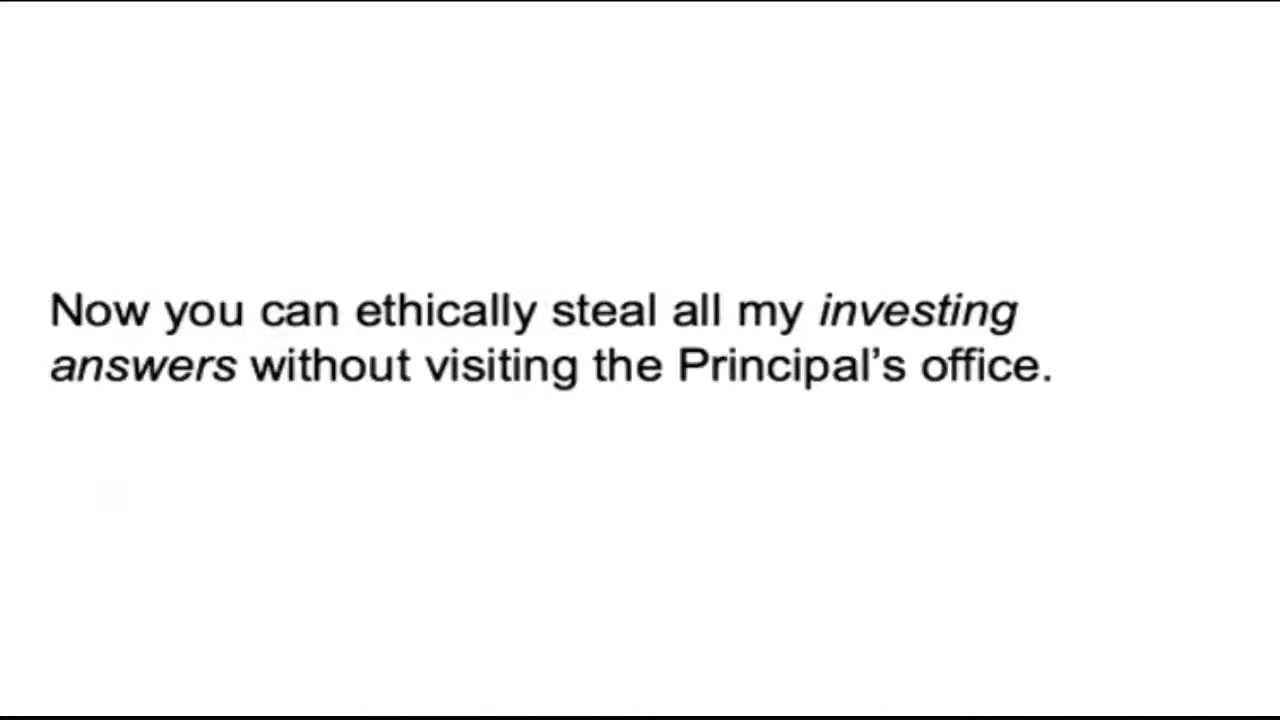 Now you can ethically steal all my investing
answers without visiting the Principal’s office.